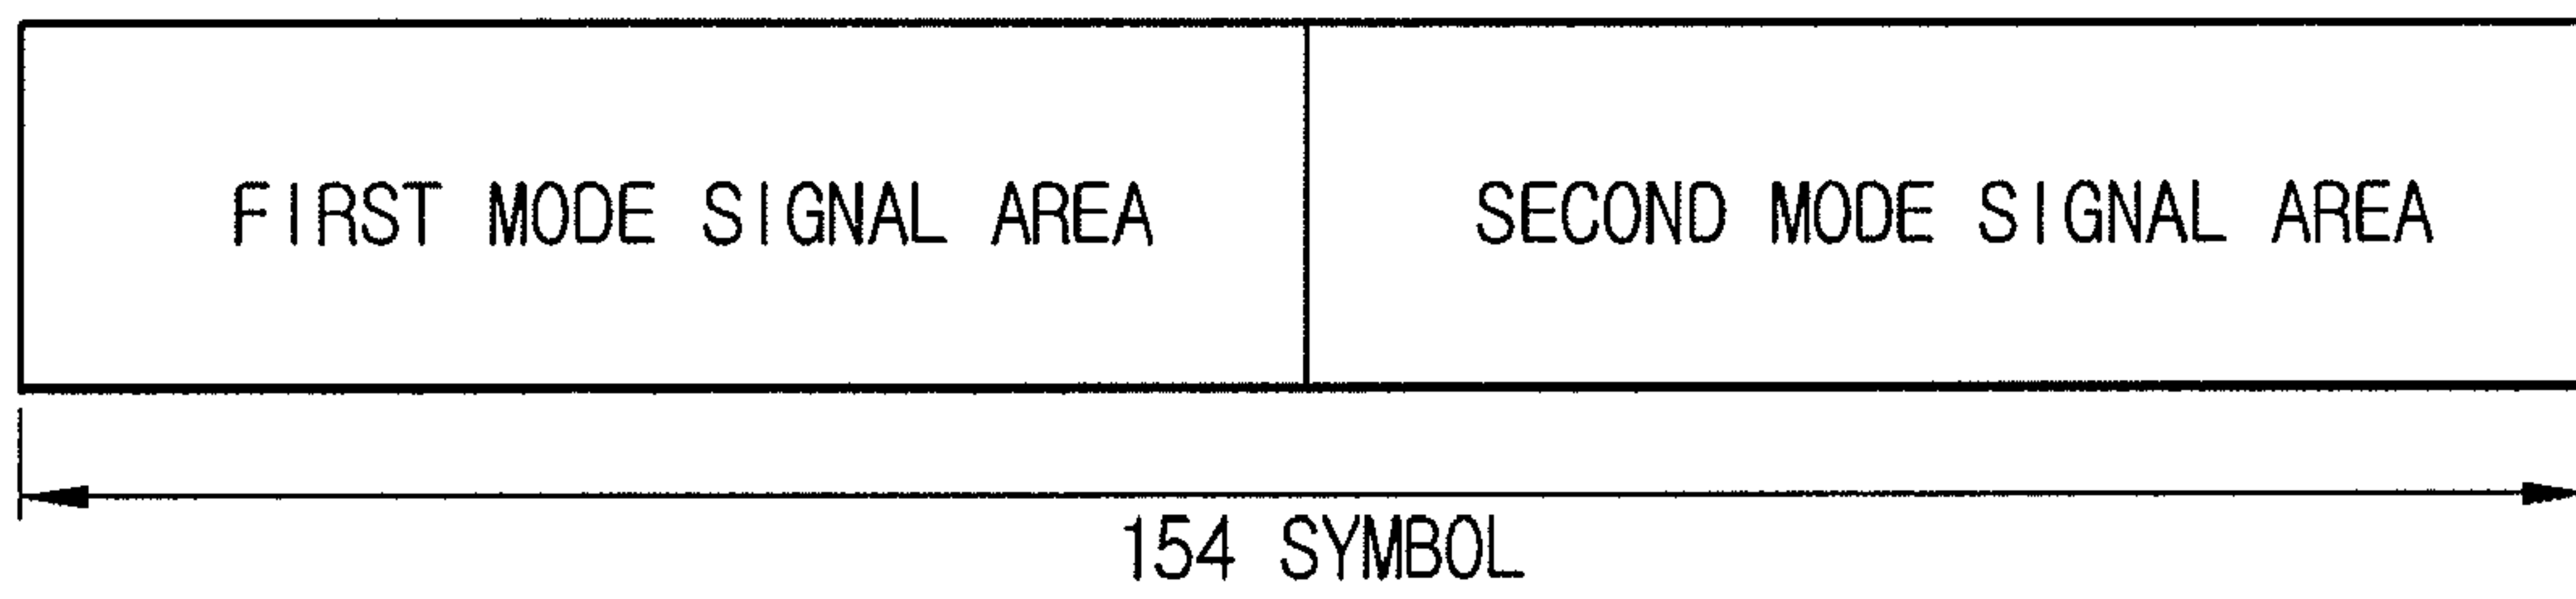 FIRST MODE SIGNAL AREA
SECOND MODE SIGNAL AREA
154 SYMBOL